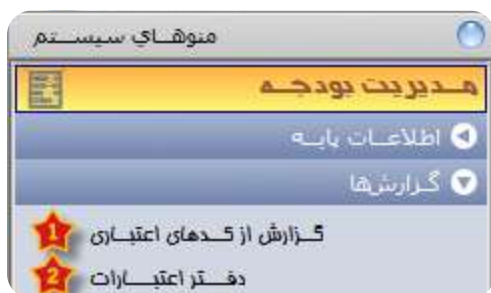 منوهای سیستم
مدیریت بودجه
اطلاعات پایه
گزارش‌ها
گزارش از کدهای اعتباری 1
دفتر اعتبارات 2